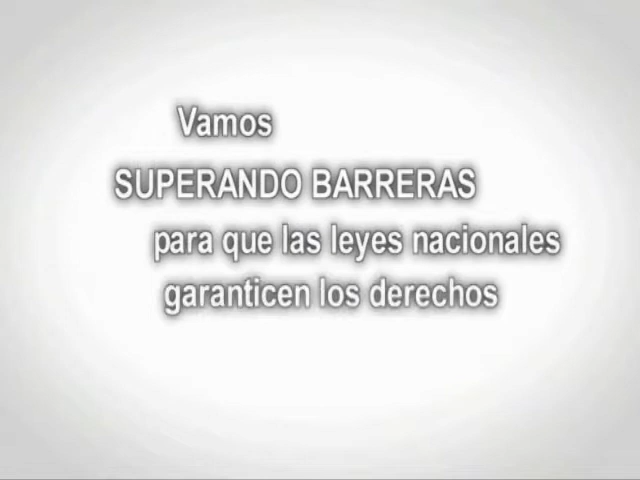 Vamos
SUPERANDO BARRERAS
para que las leyes nacionales
garanticen los derechos